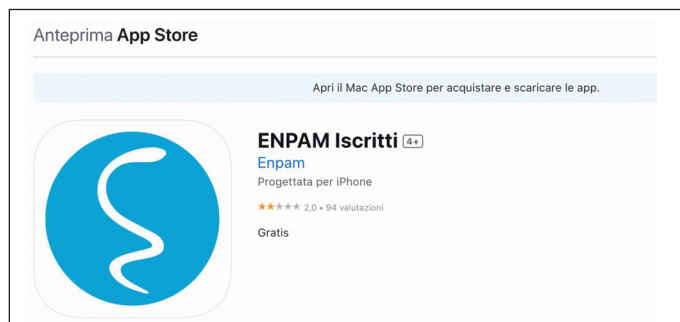 Anteprima App Store
Apri il Mac App Store per acquistare e scaricare le app.
ENPAM Iscritti 4+
Enpam
Progettata per iPhone
★★★★★ 2,0 • 94 valutazioni
Gratis